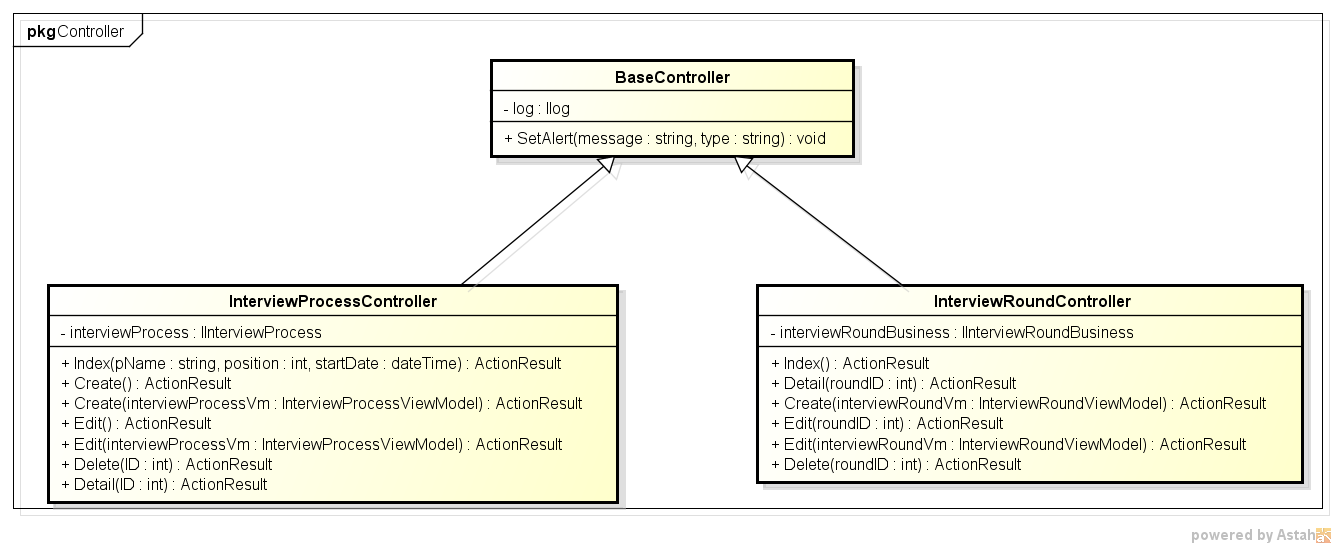 pkg Controller
BaseController
- log : Ilog
+ SetAlert(message : string, type : string) : void
InterviewProcessController
- interviewProcess : IInterviewProcess
+ Index(pName : string, position : int, startDate : dateTime) : ActionResult
+ Create() : ActionResult
+ Create(interviewProcessVm : InterviewProcessViewModel) : ActionResult
+ Edit() : ActionResult
+ Edit(interviewProcessVm : InterviewProcessViewModel) : ActionResult
+ Delete(ID : int) : ActionResult
+ Detail(ID : int) : ActionResult
InterviewRoundController
- interviewRoundBusiness : IInterviewRoundBusiness
+ Index() : ActionResult
+ Detail(roundID : int) : ActionResult
+ Create(interviewRoundVm : InterviewRoundViewModel) : ActionResult
+ Edit(roundID : int) : ActionResult
+ Edit(interviewRoundVm : InterviewRoundViewModel) : ActionResult
+ Delete(roundID : int) : ActionResult
powered by Astah